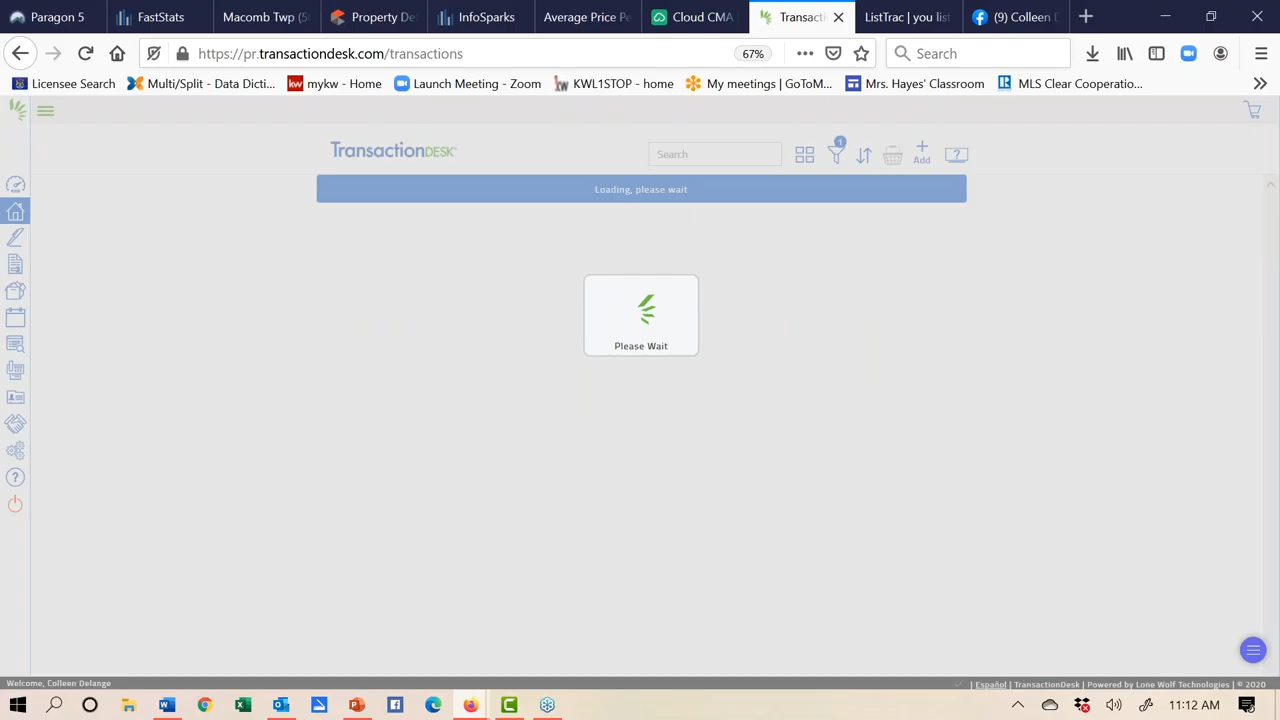 Paragon 5
FastStats
Macomb Twp (5
Property De
InfoSparks
Average Price Pe
Cloud CMA
Transacti
ListTrac | you list
(9) Colleen D
https://pr.transactiondesk.com/transactions
67%
Search
Licensee Search
Multi/Split - Data Dicti...
mykw - Home
Launch Meeting - Zoom
KWL1STOP - home
My meetings | GoToM...
Mrs. Hayes' Classroom
MLS Clear Cooperatio...
TransactionDESK
Search
1
Add
Loading, please wait
Please Wait
Welcome, Colleen Delange
| Español | TransactionDesk | Powered by Lone Wolf Technologies | © 2020
11:12 AM